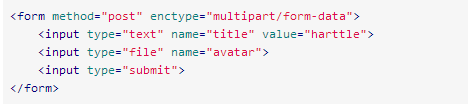 <form method="post" enctype="multipart/form-data">
    <input type="text" name="title" value="harttle">
    <input type="file" name="avatar">
    <input type="submit">
</form>